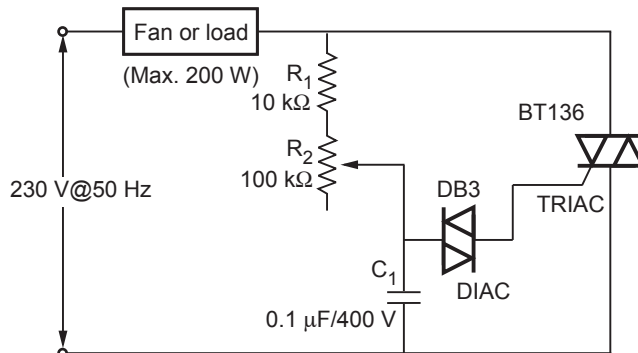 Fan or load
(Max. 200 W)
R1
10 kΩ
BT136
R2
100 kΩ
230 V@50 Hz
DB3
TRIAC
C1
DIAC
0.1 μF/400 V